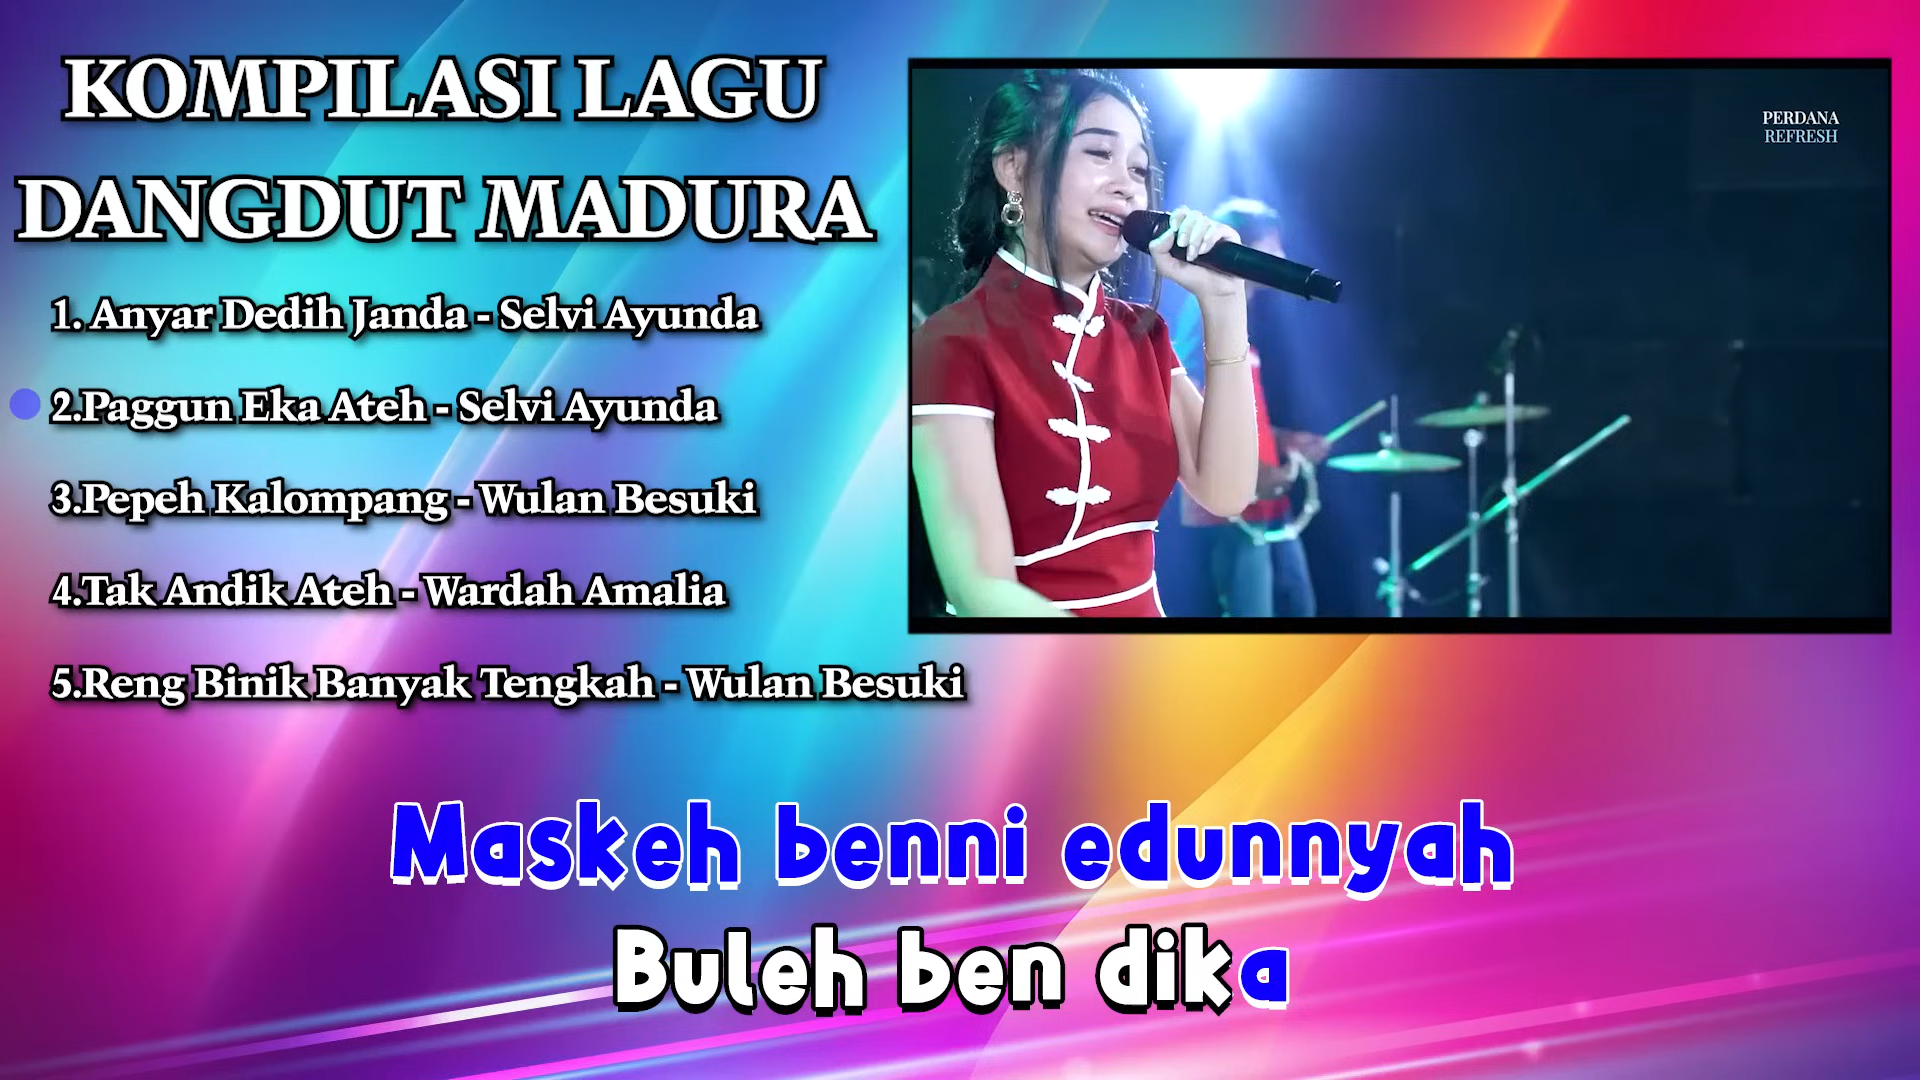 KOMPILASI LAGU
DANGDUT MADURA
1. Anyar Dedih Janda - Selvi Ayunda
2.Paggun Eka Ateh - Selvi Ayunda
3.Pepeh Kalompang - Wulan Besuki
4.Tak Andik Ateh - Wardah Amalia
5.Reng Binik Banyak Tengkah - Wulan Besuki
PERDANA
REFRESH
Maskeh benni edunnyah
Buleh ben dika